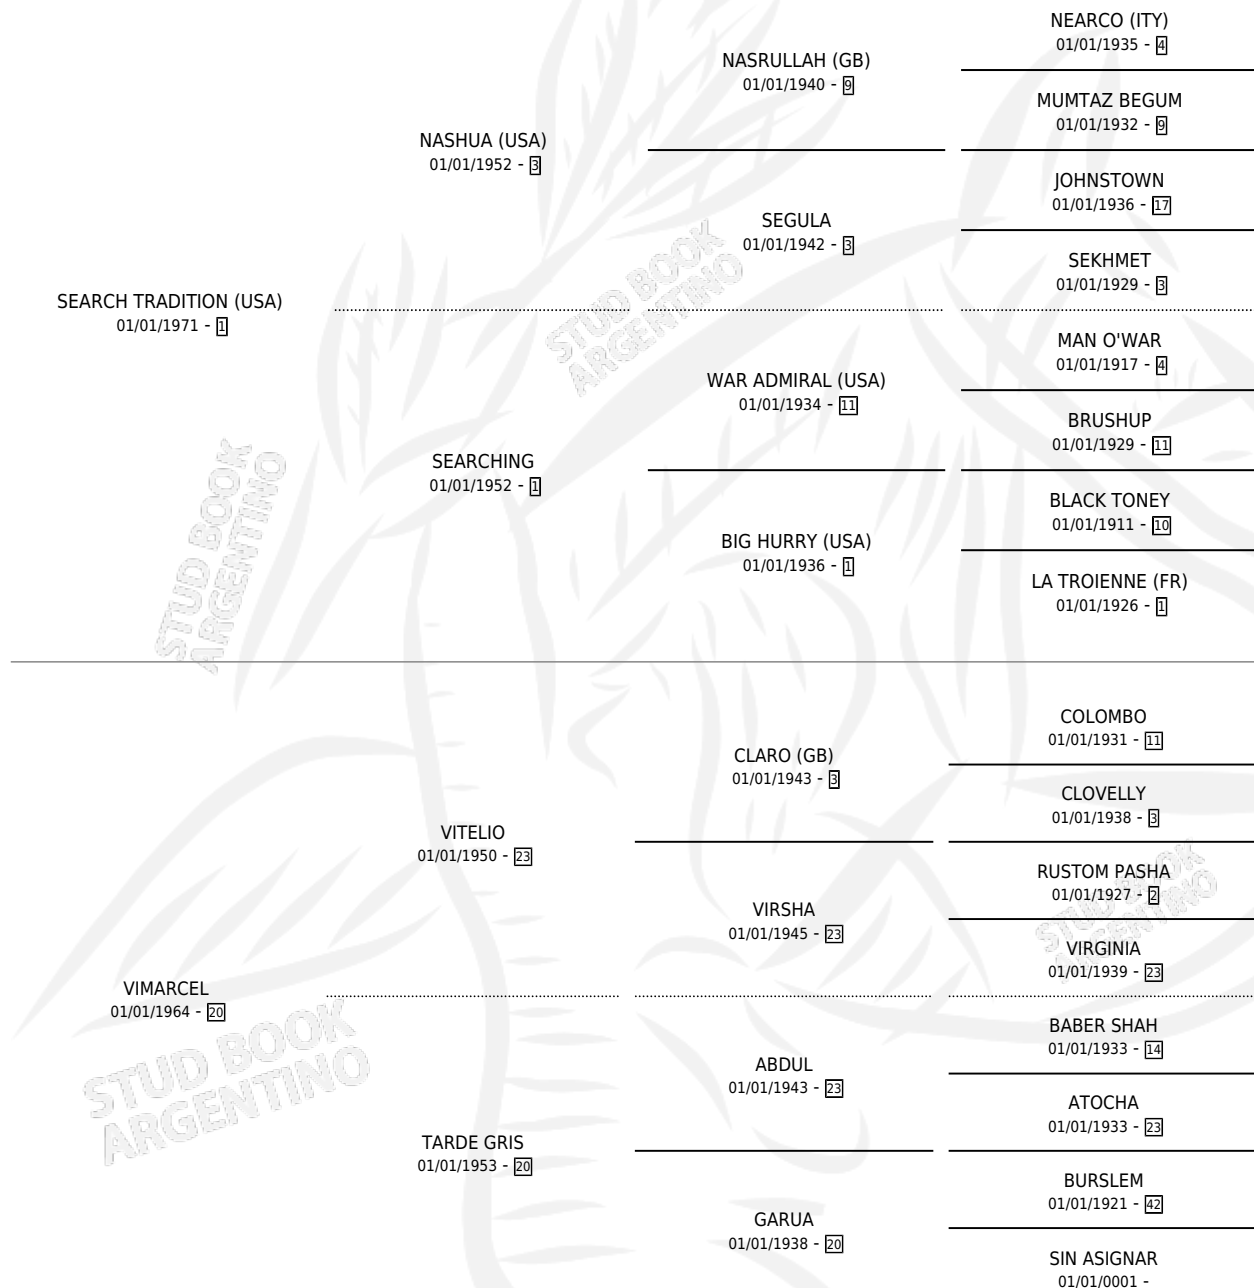 NEARCO (ITY)
01/01/1935 - 4
NASRULLAH (GB)
01/01/1940 - 9
MUMTAZ BEGUM
01/01/1932 - 9
NASHUA (USA)
01/01/1952 - 3
JOHNSTOWN
01/01/1936 - 17
SEGULA
01/01/1942 - 3
SEKHMET
01/01/1929 - 3
SEARCH TRADITION (USA)
01/01/1971 - 1
MAN O'WAR
01/01/1917 - 4
WAR ADMIRAL (USA)
01/01/1934 - 11
BRUSHUP
01/01/1929 - 11
SEARCHING
01/01/1952 - 1
BLACK TONEY
01/01/1911 - 10
BIG HURRY (USA)
01/01/1936 - 1
LA TROIENNE (FR)
01/01/1926 - 1
COLOMBO
01/01/1931 - 11
CLARO (GB)
01/01/1943 - 3
CLOVELLY
01/01/1938 - 3
VITELIO
01/01/1950 - 23
RUSTOM PASHA
01/01/1927 - 2
VIRSHA
01/01/1945 - 23
VIRGINIA
01/01/1939 - 23
VIMARCEL
01/01/1964 - 20
BABER SHAH
01/01/1933 - 14
ABDUL
01/01/1943 - 23
ATOCHA
01/01/1933 - 23
TARDE GRIS
01/01/1953 - 20
BURSLEM
01/01/1921 - 42
GARUA
01/01/1938 - 20
SIN ASIGNAR
01/01/0001 -
STUD BOOK
ARGENTINO
STUD BOOK
ARGENTINO
STUD BOOK
ARGENTINO
STUD BOOK
ARGENTINO